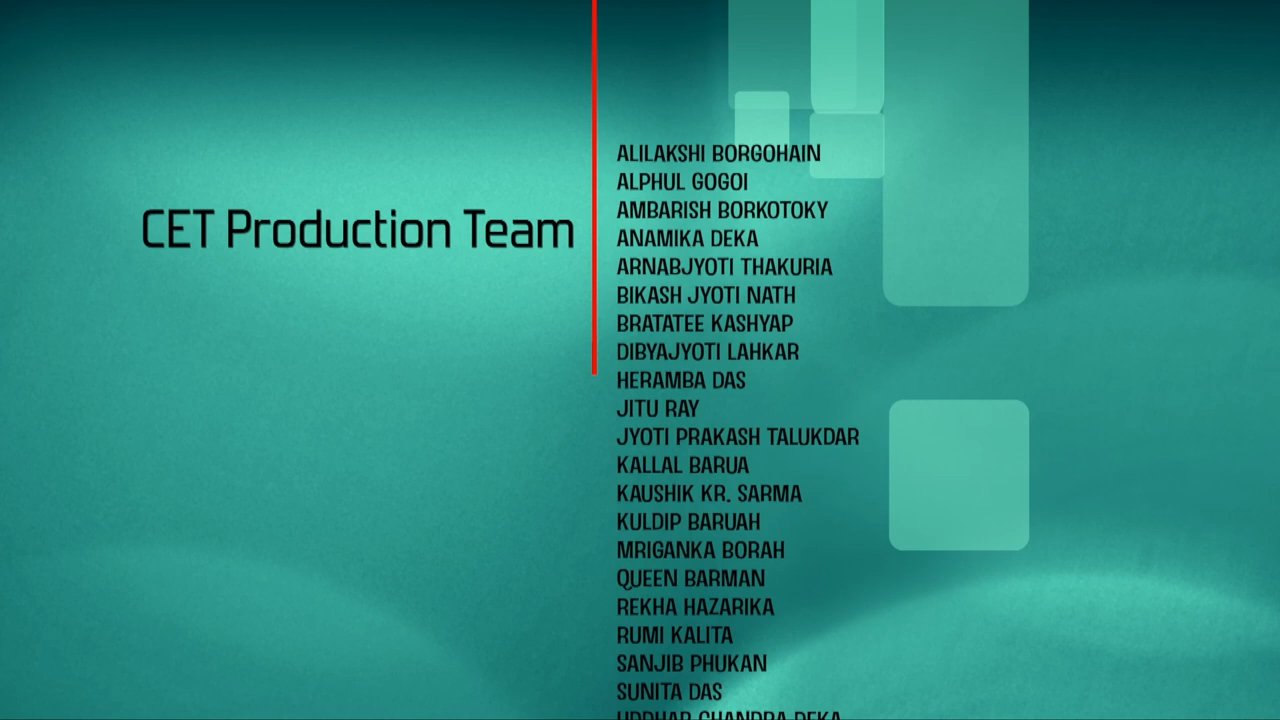 CET Production Team
ALILAKSHI BORGOHAIN
ALPHUL GOGOI
AMBARISH BORKOTOKY
ANAMIKA DEKA
ARNABJYOTI THAKURIA
BIKASH JYOTI NATH
BRATATEE KASHYAP
DIBYAJYOTI LAHKAR
HERAMBA DAS
JITU RAY
JYOTI PRAKASH TALUKDAR
KALLAL BARUA
KAUSHIK KR. SARMA
KULDIP BARUAH
MRIGANKA BORAH
QUEEN BARMAN
REKHA HAZARIKA
RUMI KALITA
SANJIB PHUKAN
SUNITA DAS
CHANDRA DEKA